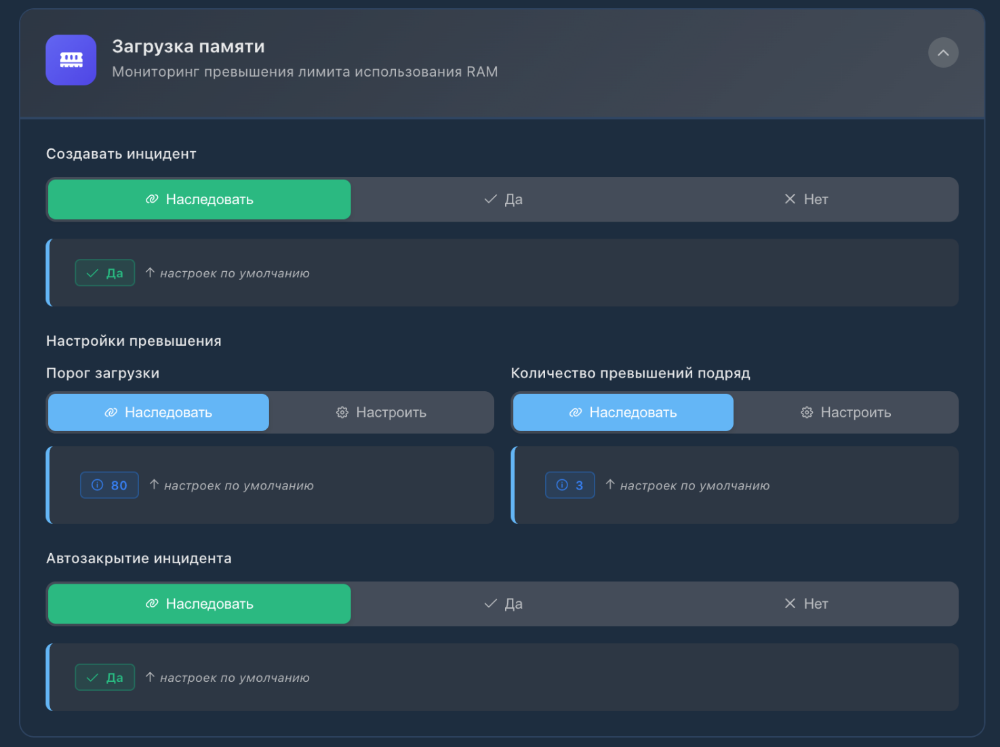 Загрузка памяти
Мониторинг превышения лимита использования RAM
Создавать инцидент
Наследовать
Да
Нет
Да ↑ настроек по умолчанию
Настройки превышения
Порог загрузки
Количество превышений подряд
Наследовать
Настроить
Наследовать
Настроить
80 ↑ настроек по умолчанию
3 ↑ настроек по умолчанию
Автозакрытие инцидента
Наследовать
Да
Нет
Да ↑ настроек по умолчанию